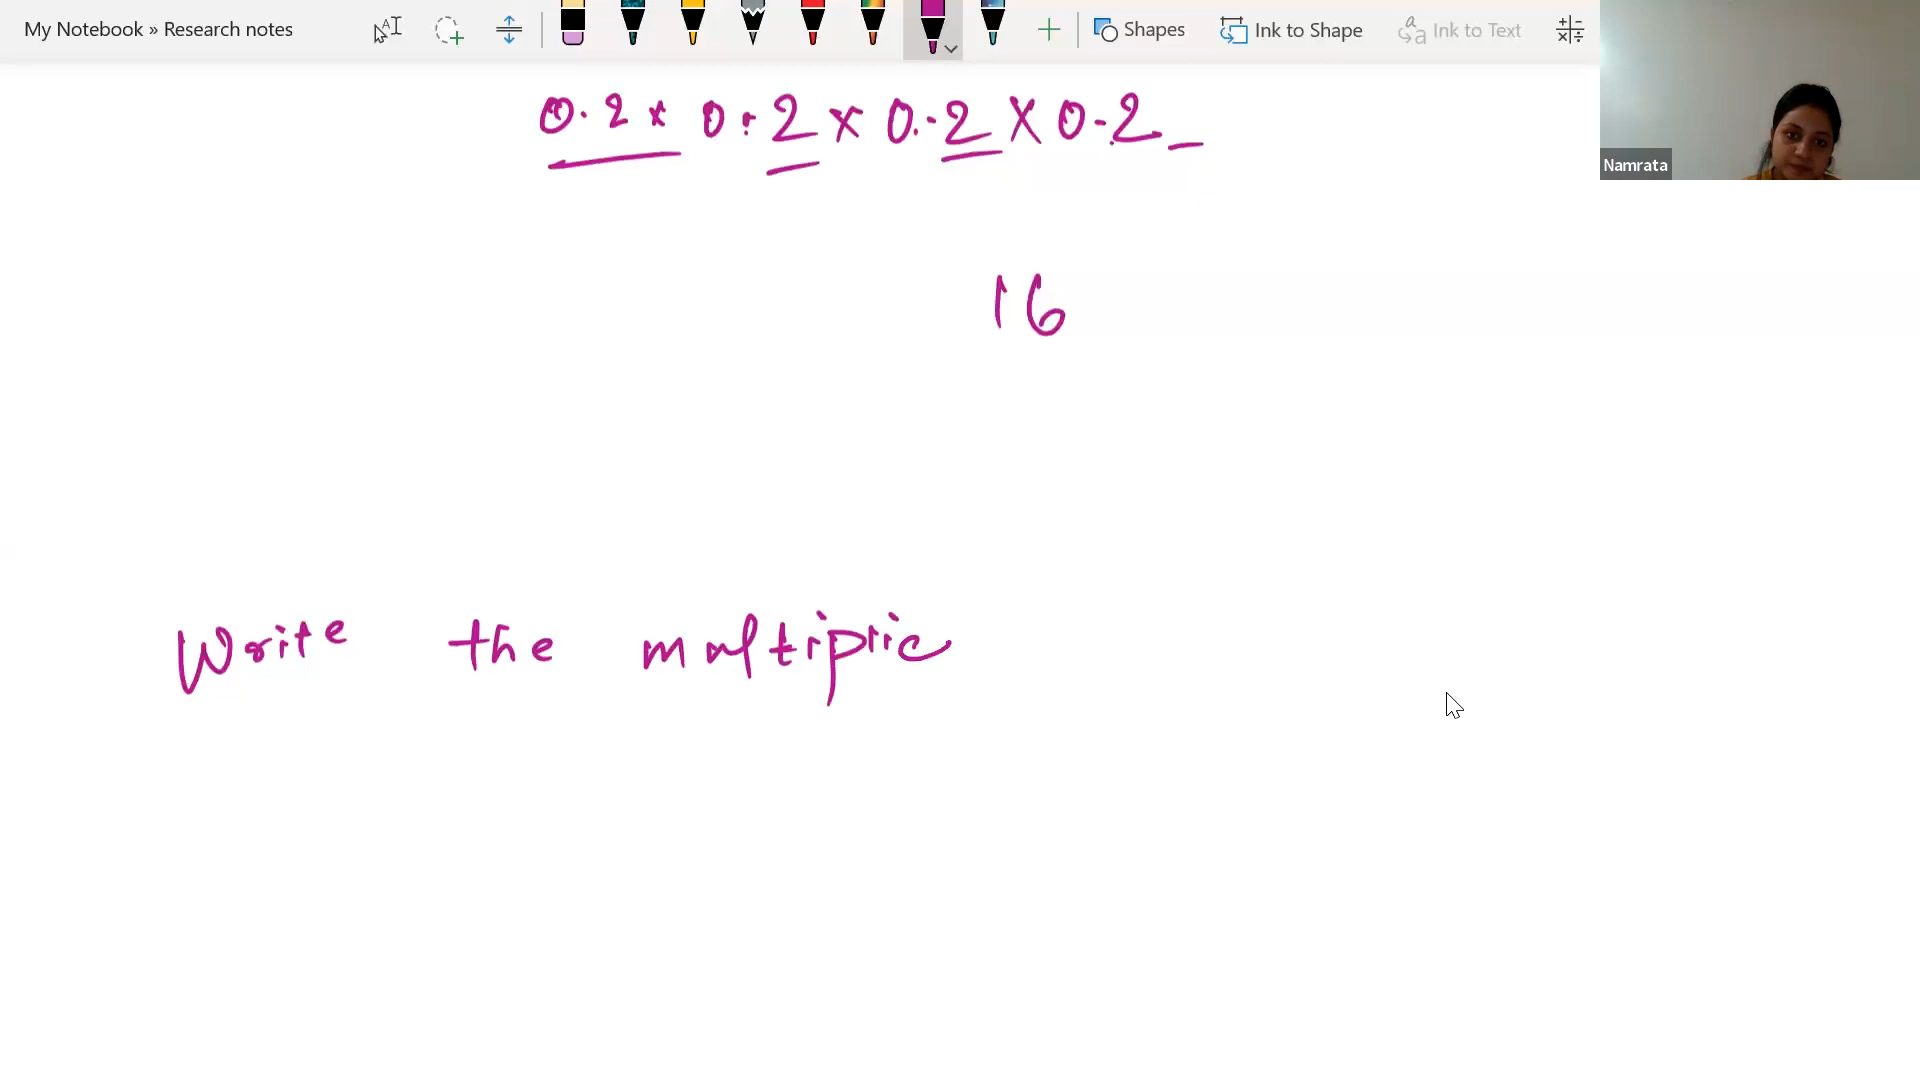 My Notebook » Research notes
Shapes
Ink to Shape
Ink to Text
0.2 × 0.2 × 0.2 × 0.2
Namrata
16
Write the multiplic